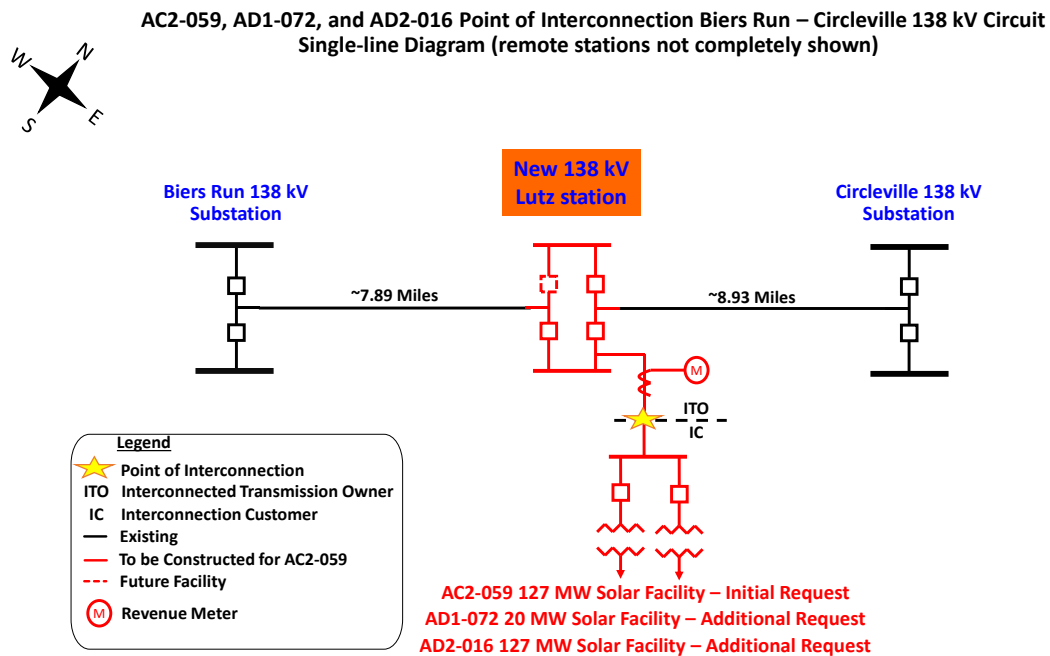 AC2-059, AD1-072, and AD2-016 Point of Interconnection Biers Run – Circleville 138 kV Circuit
Single-line Diagram (remote stations not completely shown)
W
N
S
E
New 138 kV
Lutz station
Biers Run 138 kV
Substation
Circleville 138 kV
Substation
~7.89 Miles
~8.93 Miles
M
ITO
IC
Legend
Point of Interconnection
ITO Interconnected Transmission Owner
IC Interconnection Customer
Existing
To be Constructed for AC2-059
Future Facility
M Revenue Meter
AC2-059 127 MW Solar Facility – Initial Request
AD1-072 20 MW Solar Facility – Additional Request
AD2-016 127 MW Solar Facility – Additional Request